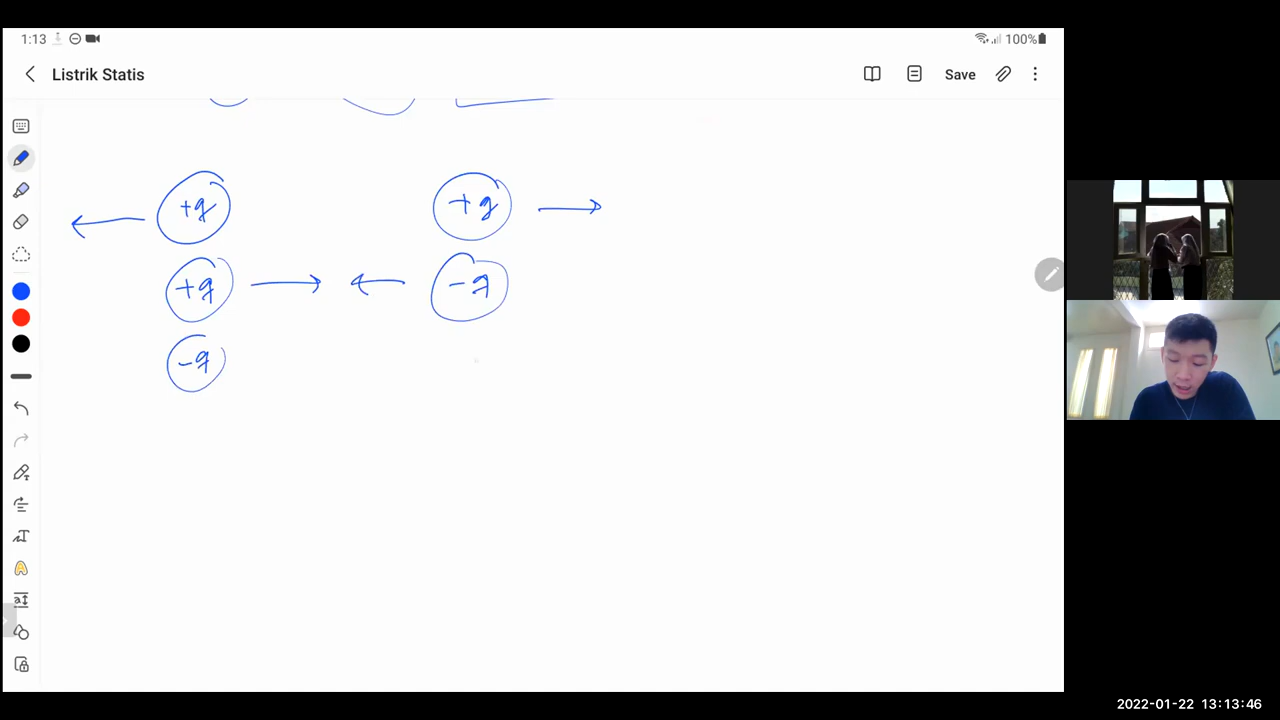 1:13 100%
Listrik Statis Save
+q +q
+q -q
-q
2022-01-22 13:13:46